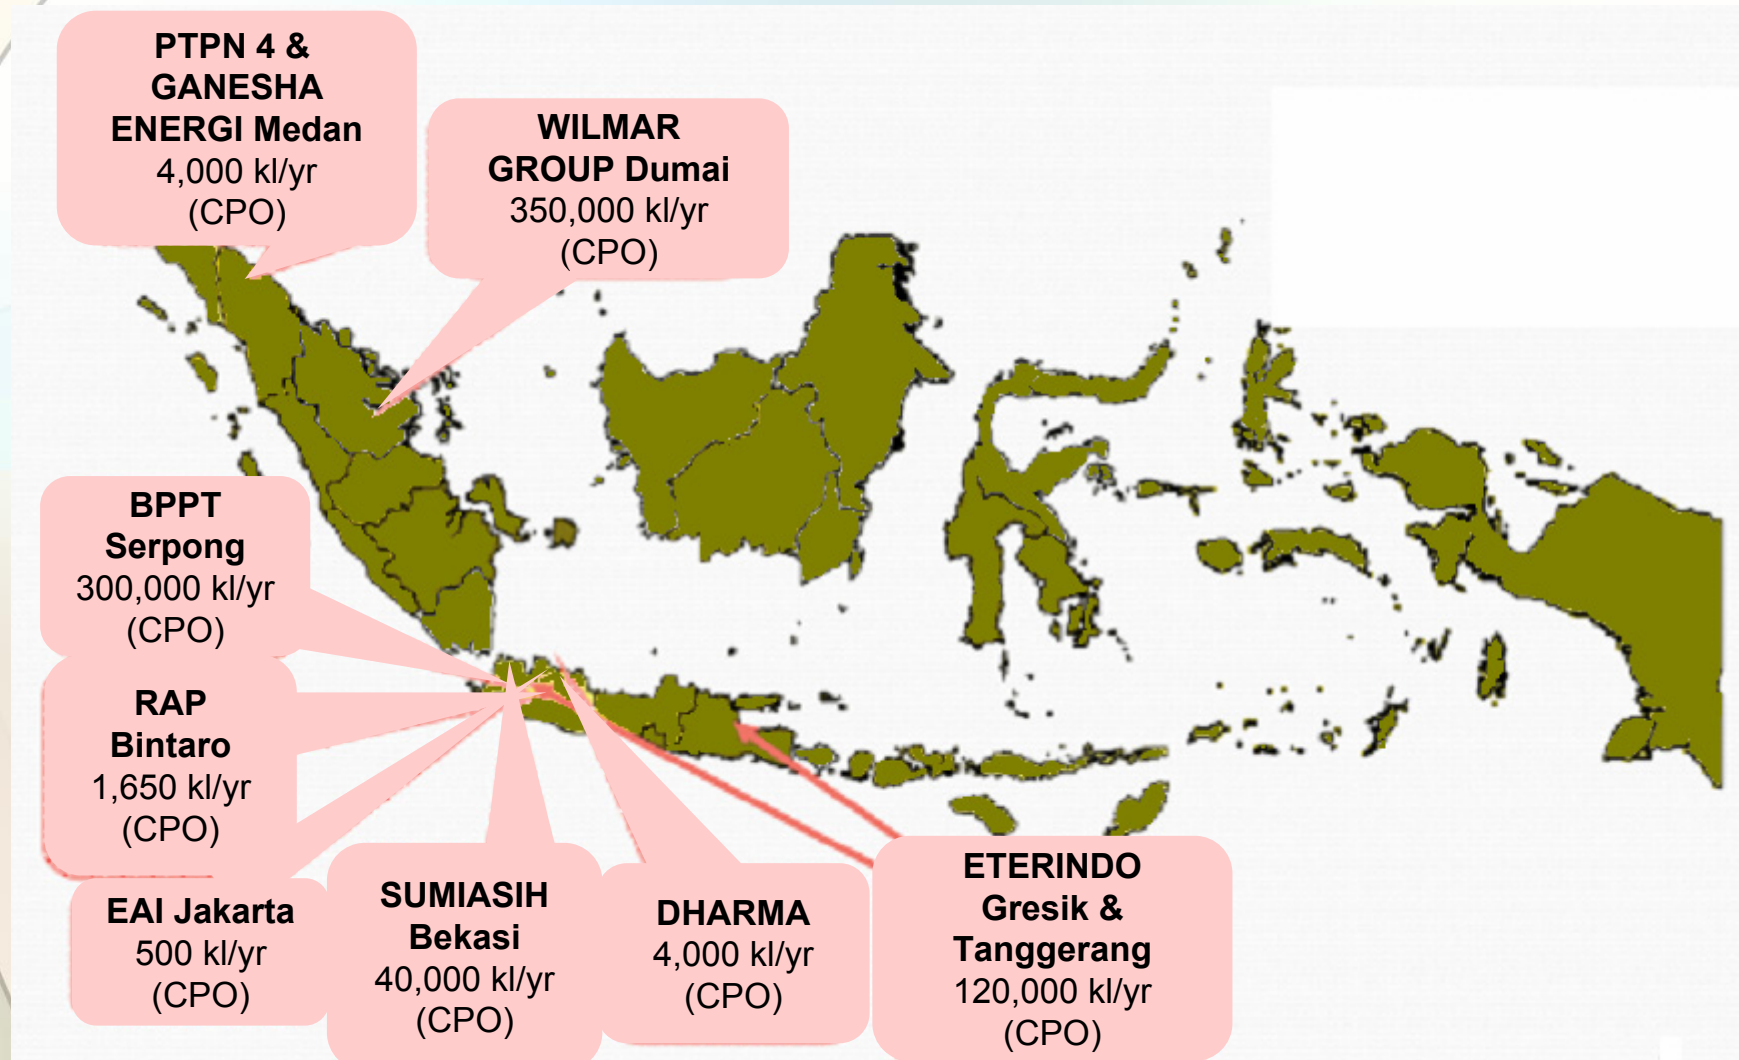 PTPN 4 &
GANESHA
ENERGI Medan
4,000 kl/yr
(CPO)
WILMAR
GROUP Dumai
350,000 kl/yr
(CPO)
BPPT
Serpong
300,000 kl/yr
(CPO)
RAP
Bintaro
1,650 kl/yr
(CPO)
EAI Jakarta
500 kl/yr
(CPO)
SUMIASIH
Bekasi
40,000 kl/yr
(CPO)
DHARMA
4,000 kl/yr
(CPO)
ETERINDO
Gresik &
Tanggerang
120,000 kl/yr
(CPO)